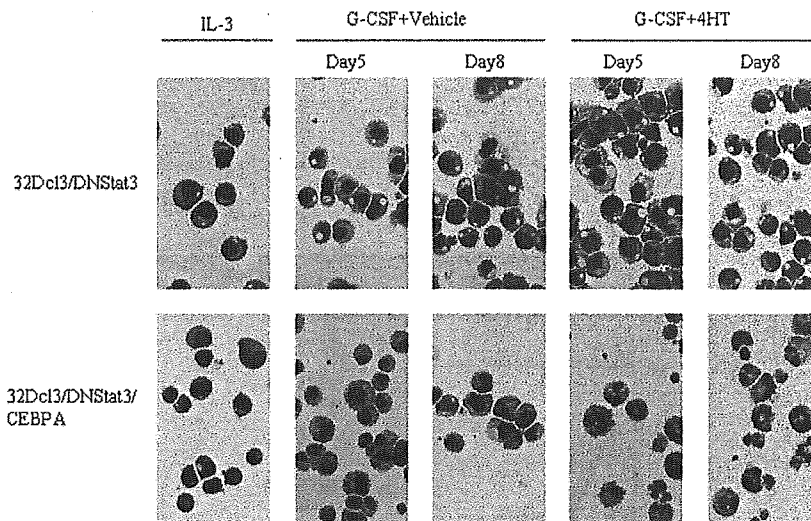 IL-3
G-CSF+Vehicle
G-CSF+4HT
Day5
Day8
Day5
Day8
32Dcl3/DNStat3
32Dcl3/DNStat3/
CEBPA